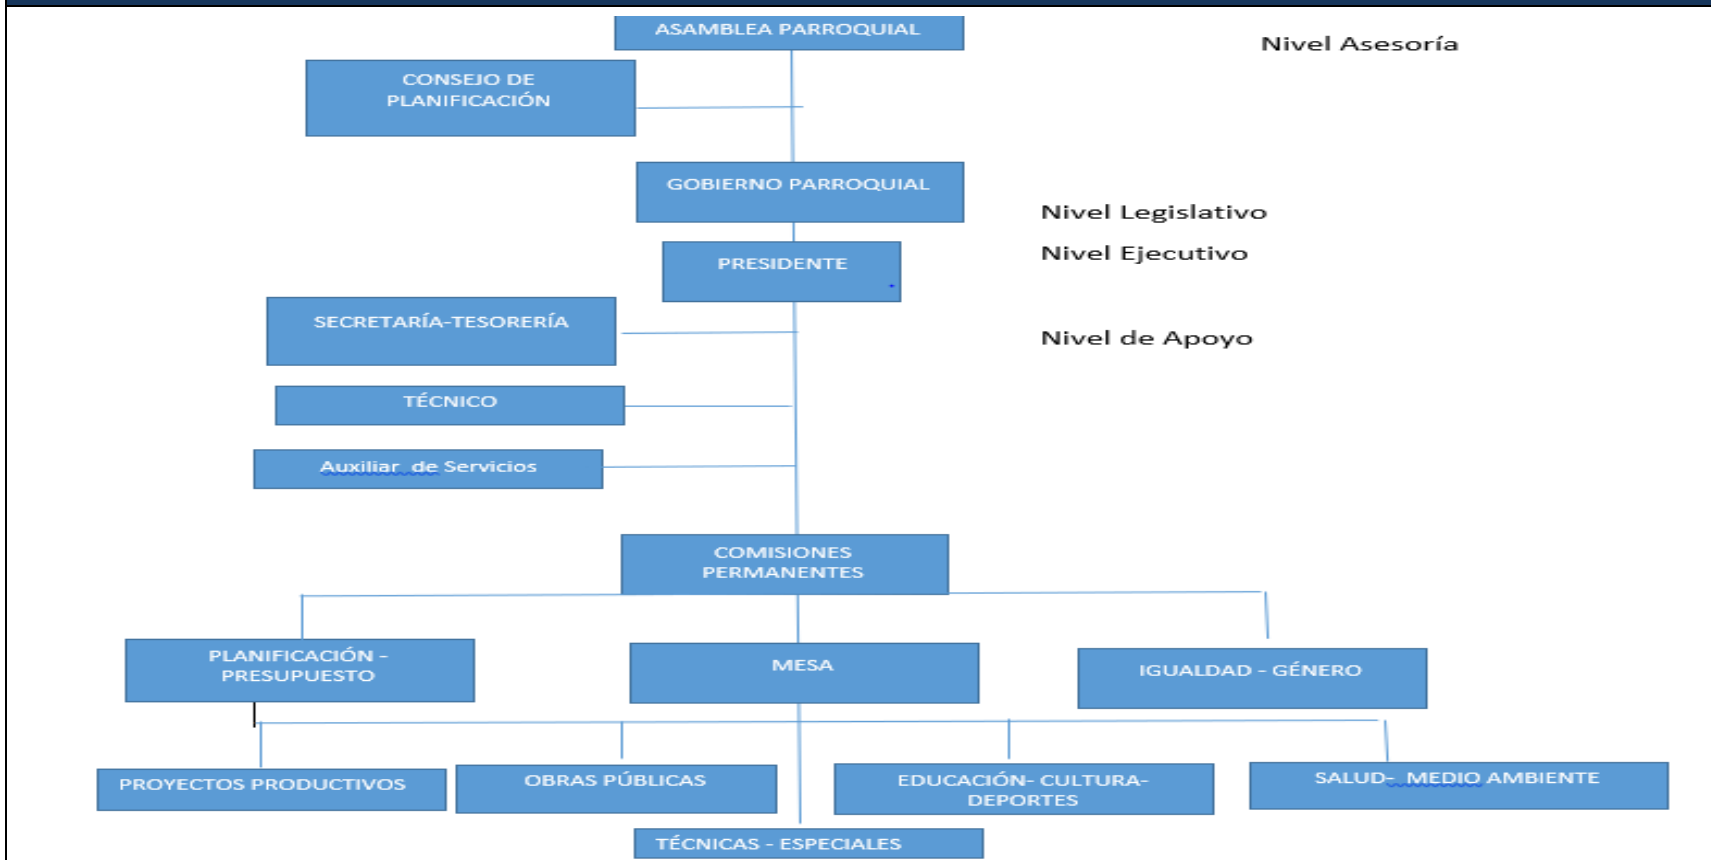 ASAMBLEA PARROQUIAL
Nivel Asesoría
CONSEJO DE
PLANIFICACIÓN
GOBIERNO PARROQUIAL
Nivel Legislativo
Nivel Ejecutivo
PRESIDENTE
SECRETARÍA-TESORERÍA
Nivel de Apoyo
TÉCNICO
Auxiliar de Servicios
COMISIONES
PERMANENTES
PLANIFICACIÓN -
PRESUPUESTO
MESA
IGUALDAD - GÉNERO
PROYECTOS PRODUCTIVOS
OBRAS PÚBLICAS
EDUCACIÓN- CULTURA-
DEPORTES
SALUD- MEDIO AMBIENTE
TÉCNICAS - ESPECIALES